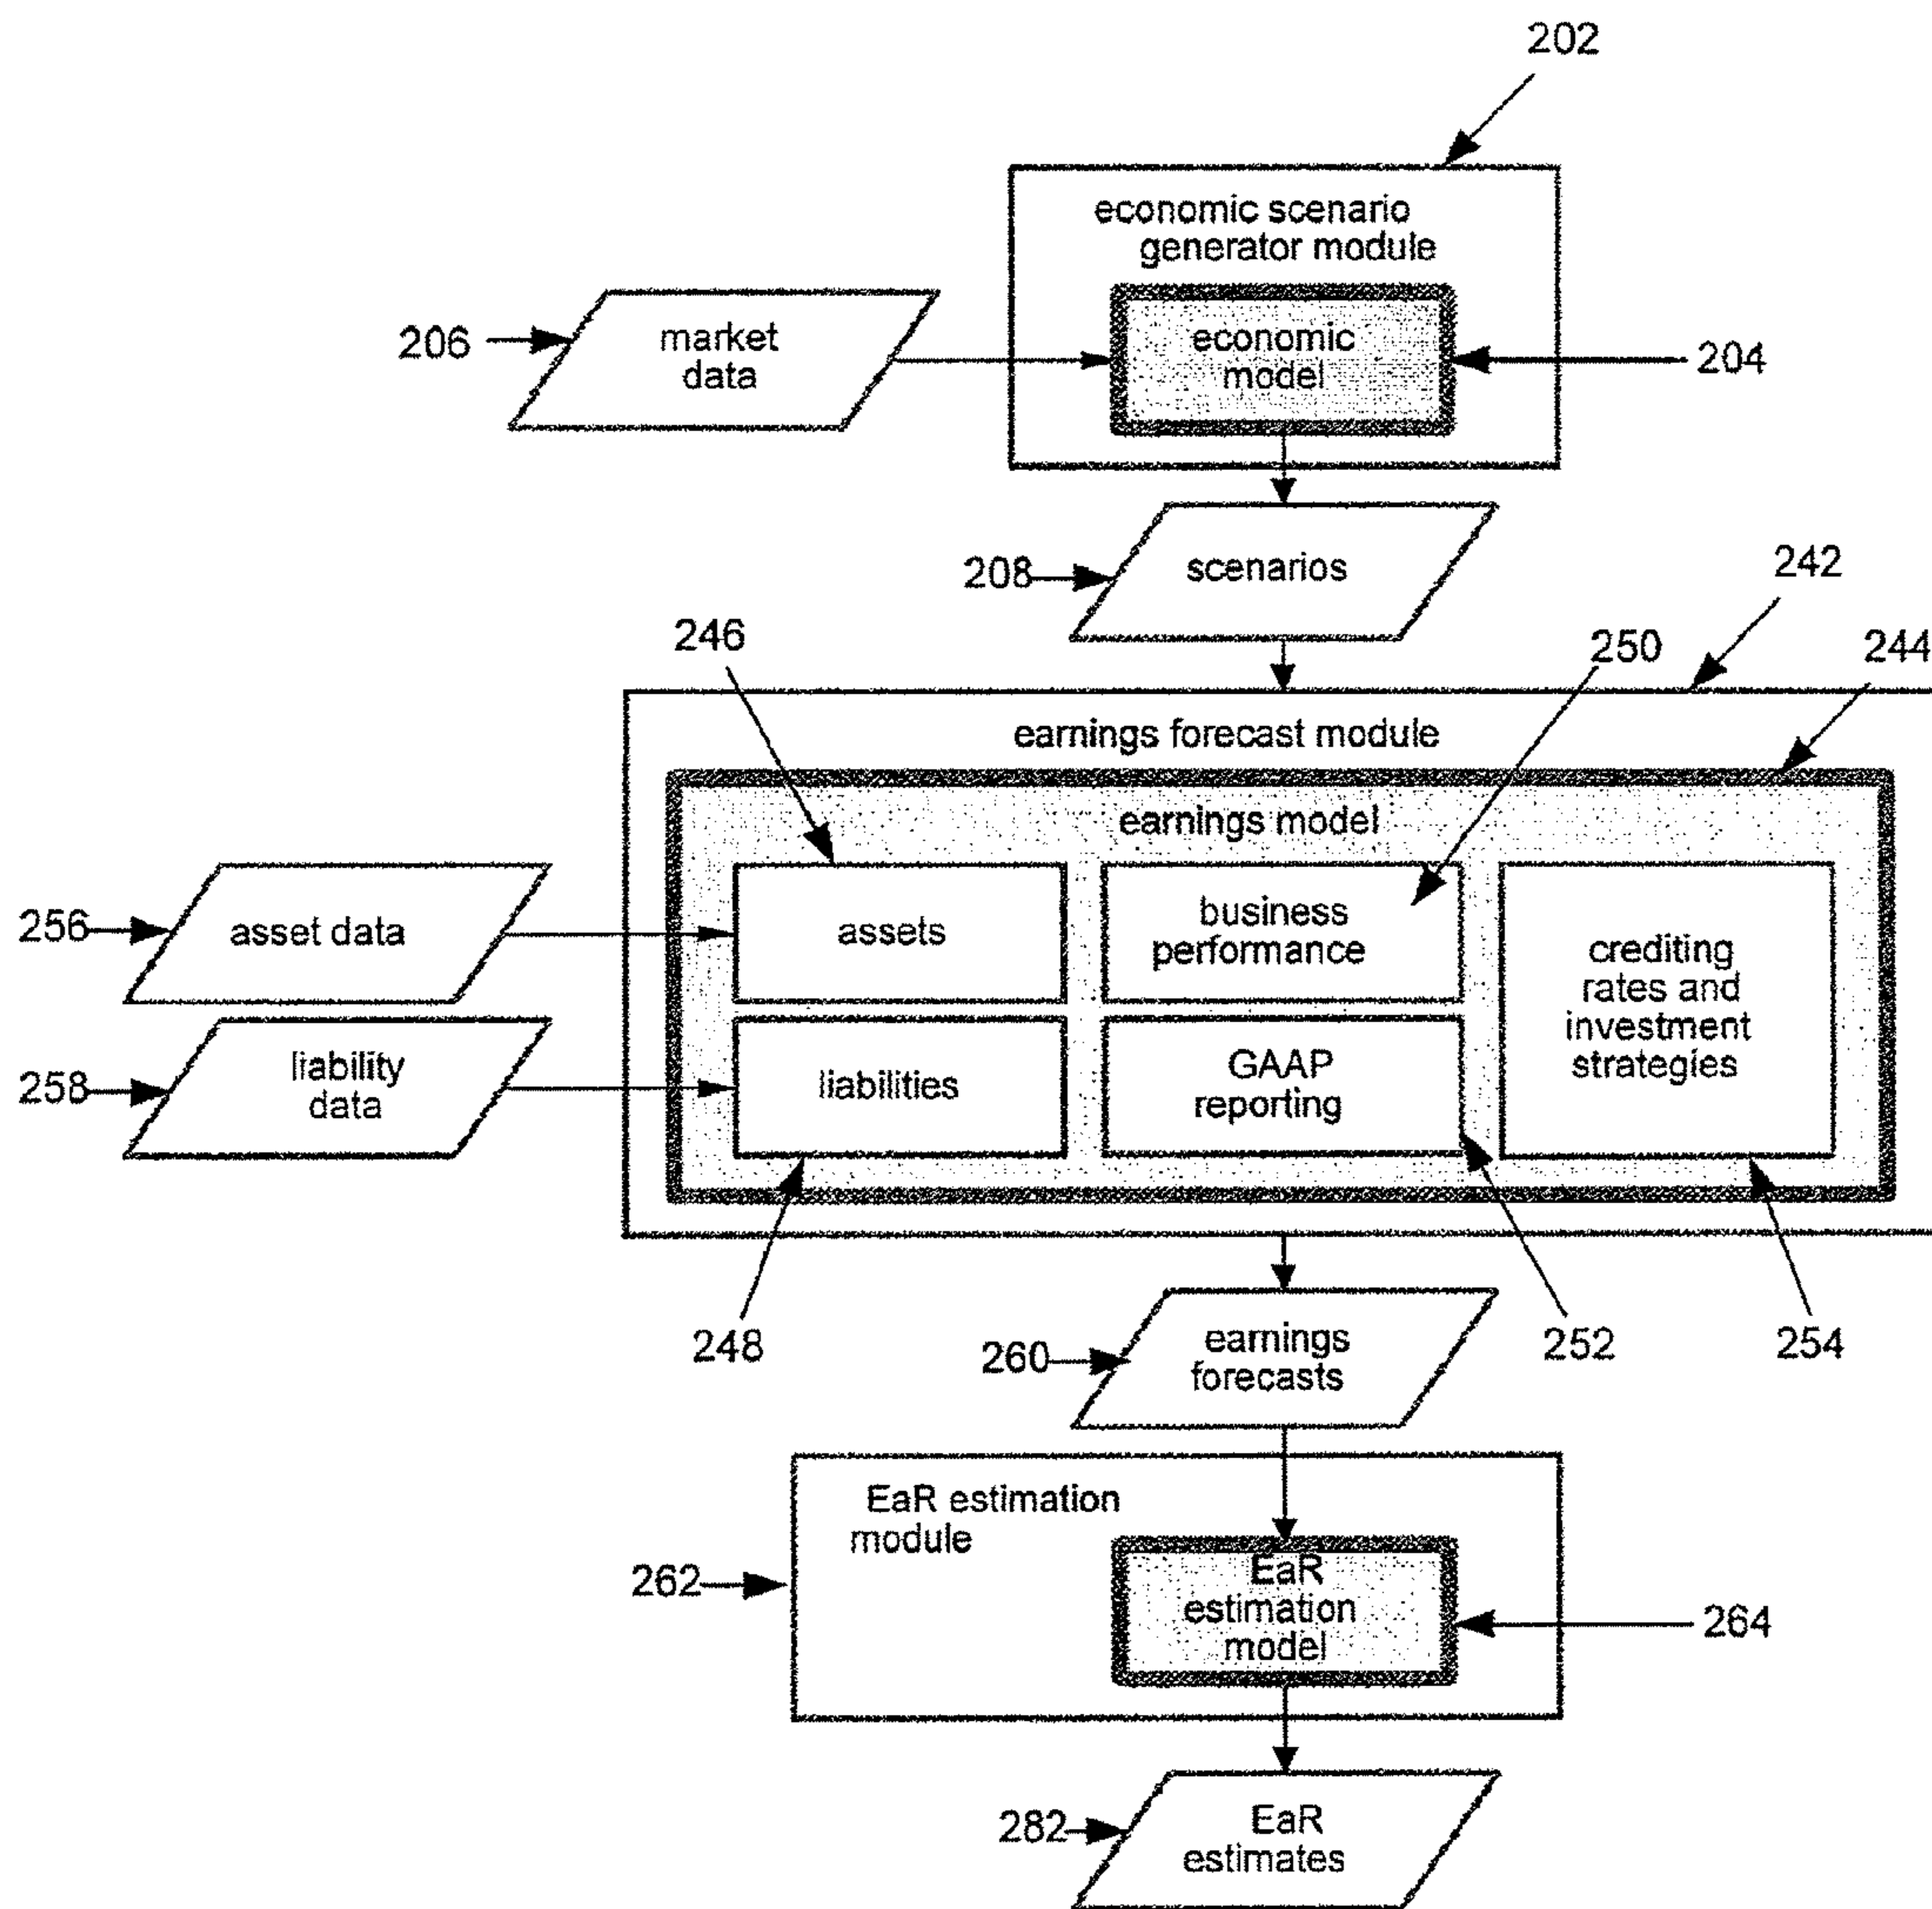 202
economic scenario
generator module
206
market
data
economic
model
204
208
scenarios
242
246
250
244
earnings forecast module
earnings model
256
asset data
assets
business
performance
crediting
rates and
investment
strategies
258
liability
data
liabilities
GAAP
reporting
248
260
earnings
forecasts
252
254
EaR estimation
module
262
EaR
estimation
model
264
282
EaR
estimates